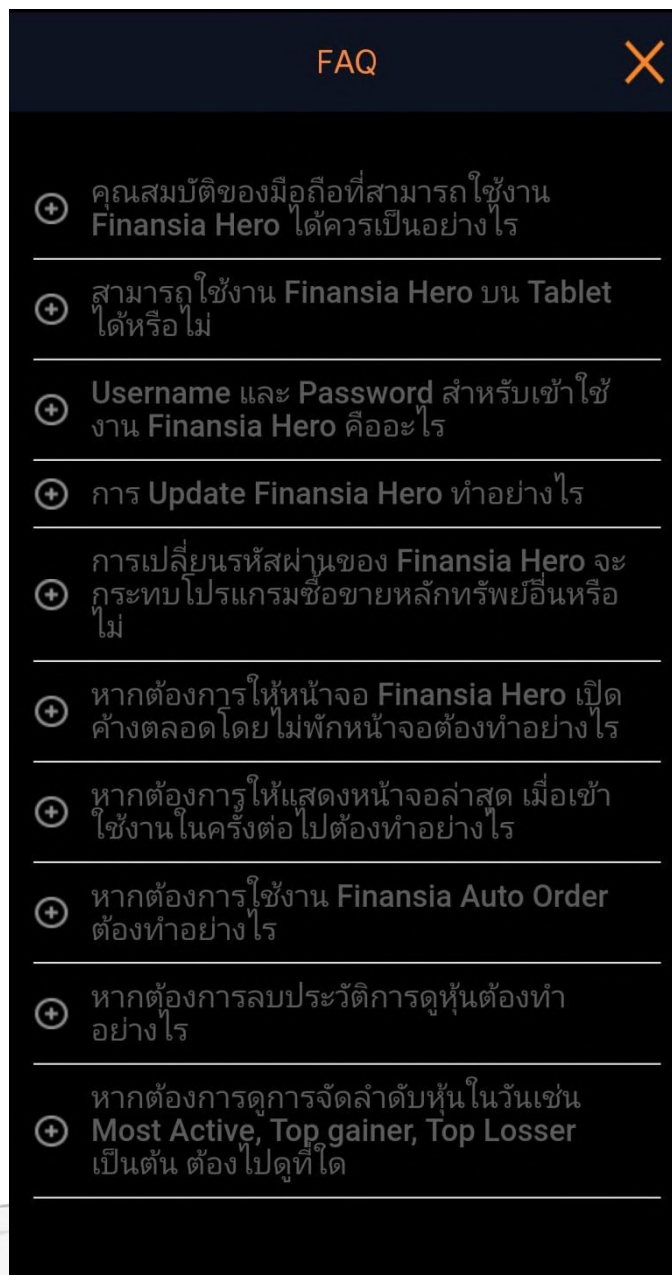 FAQ
คุณสมบัติของมือถือที่สามารถใช้งาน
Finansia Hero ได้ควรเป็นอย่างไร
สามารถใช้งาน Finansia Hero บน Tablet
ได้หรือไม่
Username และ Password สำหรับเข้าใช้
งาน Finansia Hero คืออะไร
การ Update Finansia Hero ทำอย่างไร
การเปลี่ยนรหัสผ่านของ Finansia Hero จะ
กระทบโปรแกรมซื้อขายหลักทรัพย์อื่นหรือ
ไม่
หากต้องการให้หน้าจอ Finansia Hero เปิด
ค้างตลอดโดยไม่พักหน้าจอต้องทำอย่างไร
หากต้องการให้แสดงหน้าจอล่าสุด เมื่อเข้า
ใช้งานในครั้งต่อไปต้องทำอย่างไร
หากต้องการใช้งาน Finansia Auto Order
ต้องทำอย่างไร
หากต้องการลบประวัติการดูหุ้นต้องทำ
อย่างไร
หากต้องการดูการจัดลำดับหุ้นในวันเช่น
Most Active, Top gainer, Top Losser
เป็นต้น ต้องไปดูที่ใด